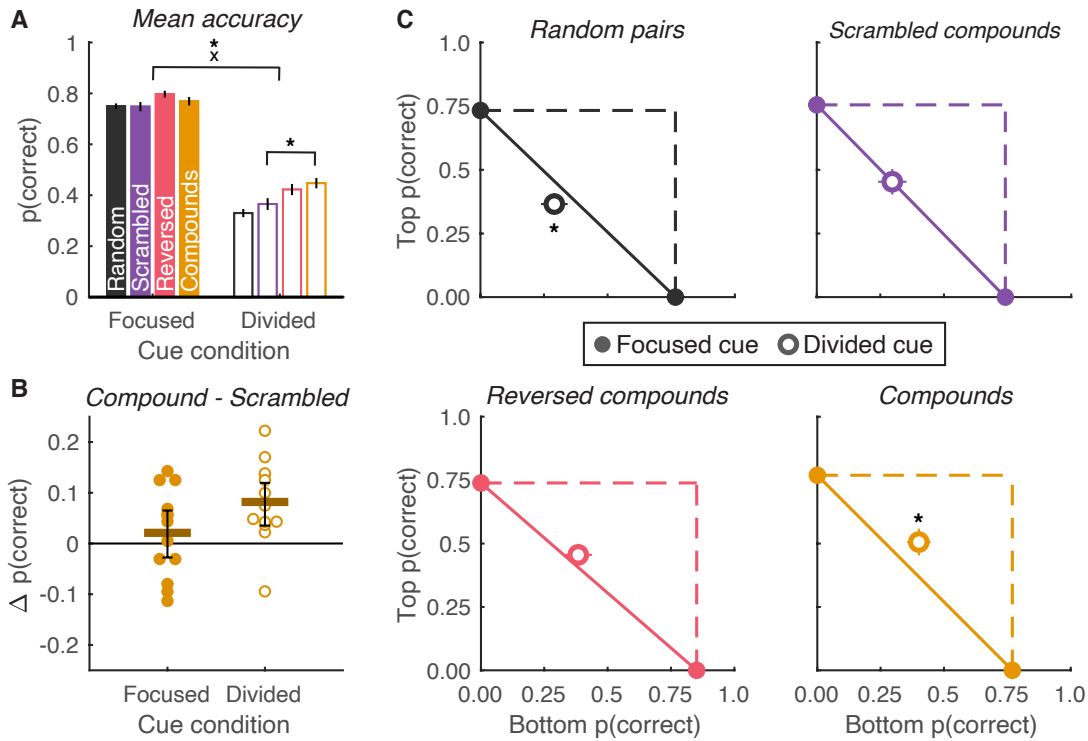 A
Mean accuracy
*
x
*
1
0.8
0.6
0.4
0.2
0
p(correct)
Random
Scrambled
Reversed
Compounds
Focused
Divided
Cue condition
B
Compound - Scrambled
0.2
0.1
0
-0.1
-0.2
Δ p(correct)
Focused
Divided
Cue condition
C
Random pairs
1.0
0.75
0.50
0.25
0.00
Top p(correct)
*
Scrambled compounds
Focused cue
Divided cue
Reversed compounds
1.0
0.75
0.50
0.25
0.00
Top p(correct)
0.00 0.25 0.50 0.75 1.0
Bottom p(correct)
Compounds
*
0.00 0.25 0.50 0.75 1.0
Bottom p(correct)